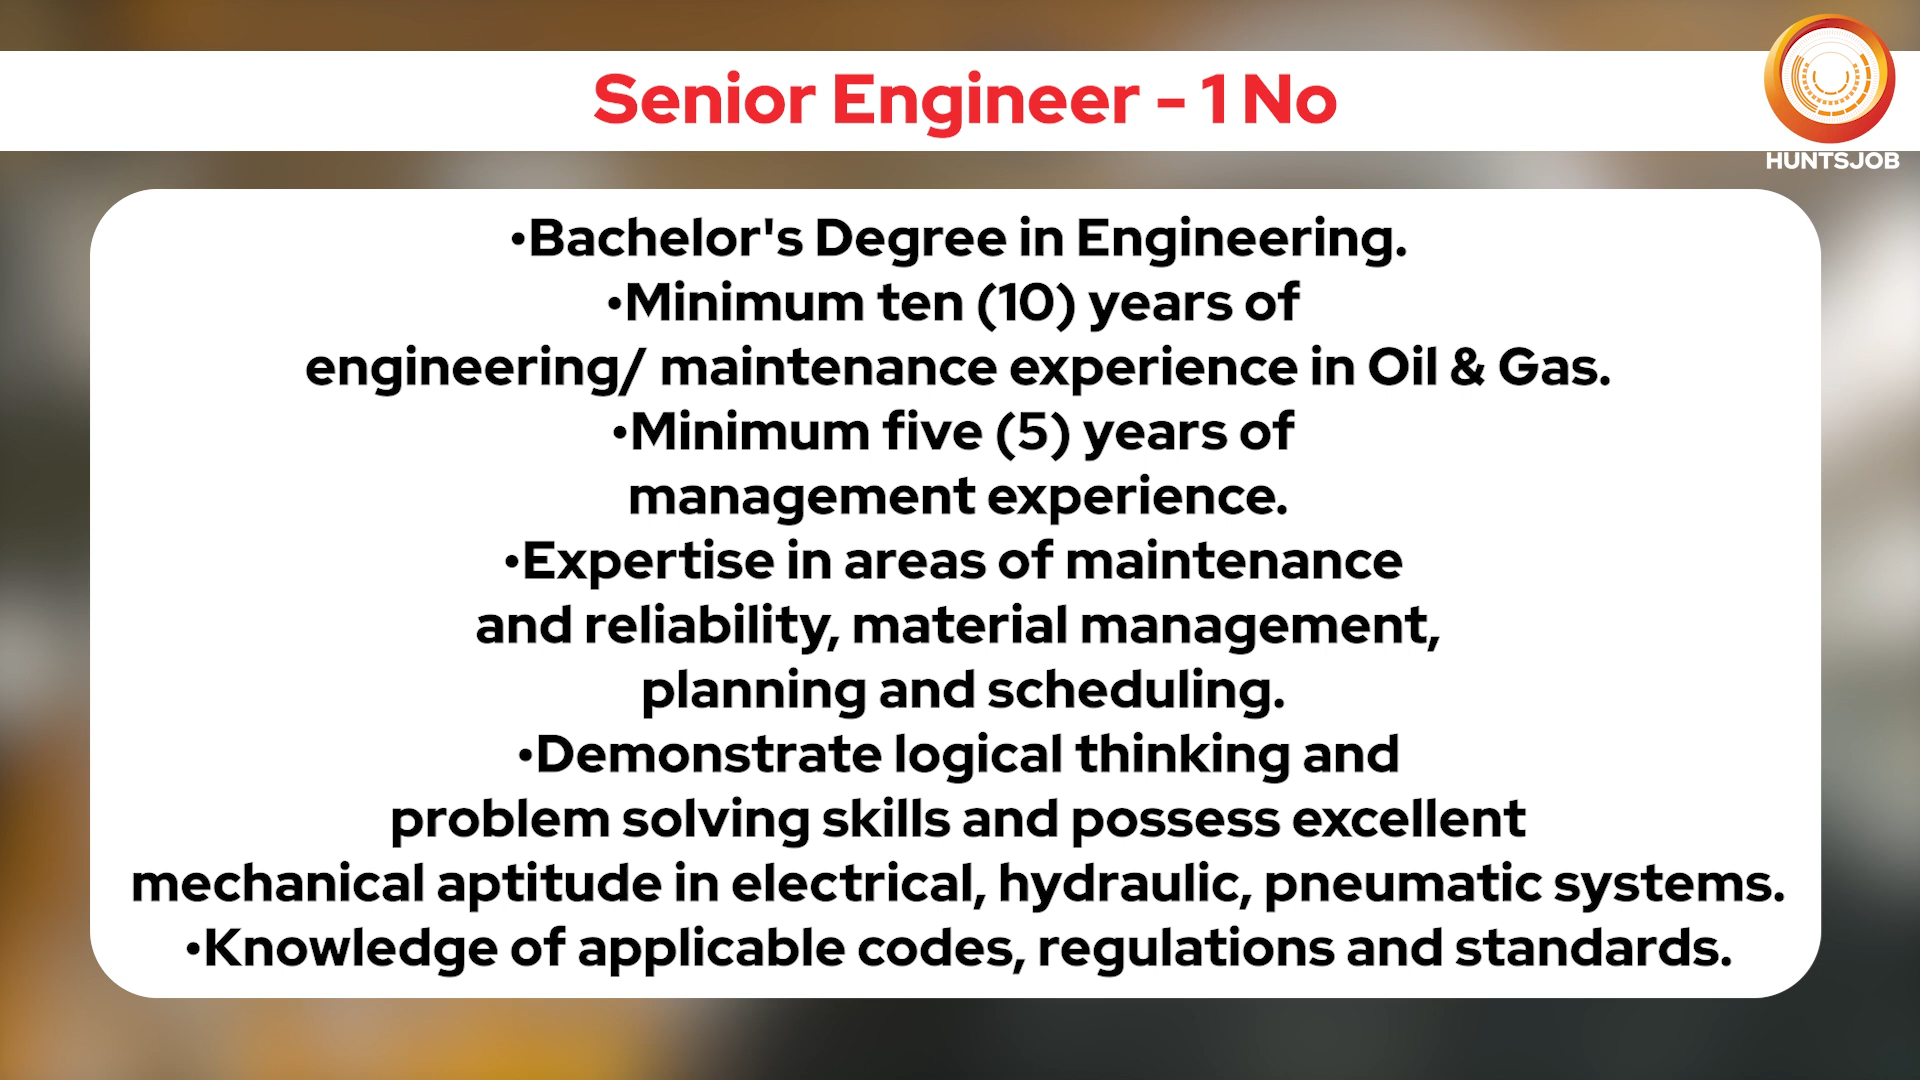 Senior Engineer - 1 No
HUNTSJOB
•Bachelor's Degree in Engineering.
•Minimum ten (10) years of
engineering/ maintenance experience in Oil & Gas.
•Minimum five (5) years of
management experience.
•Expertise in areas of maintenance
and reliability, material management,
planning and scheduling.
•Demonstrate logical thinking and
problem solving skills and possess excellent
mechanical aptitude in electrical, hydraulic, pneumatic systems.
•Knowledge of applicable codes, regulations and standards.